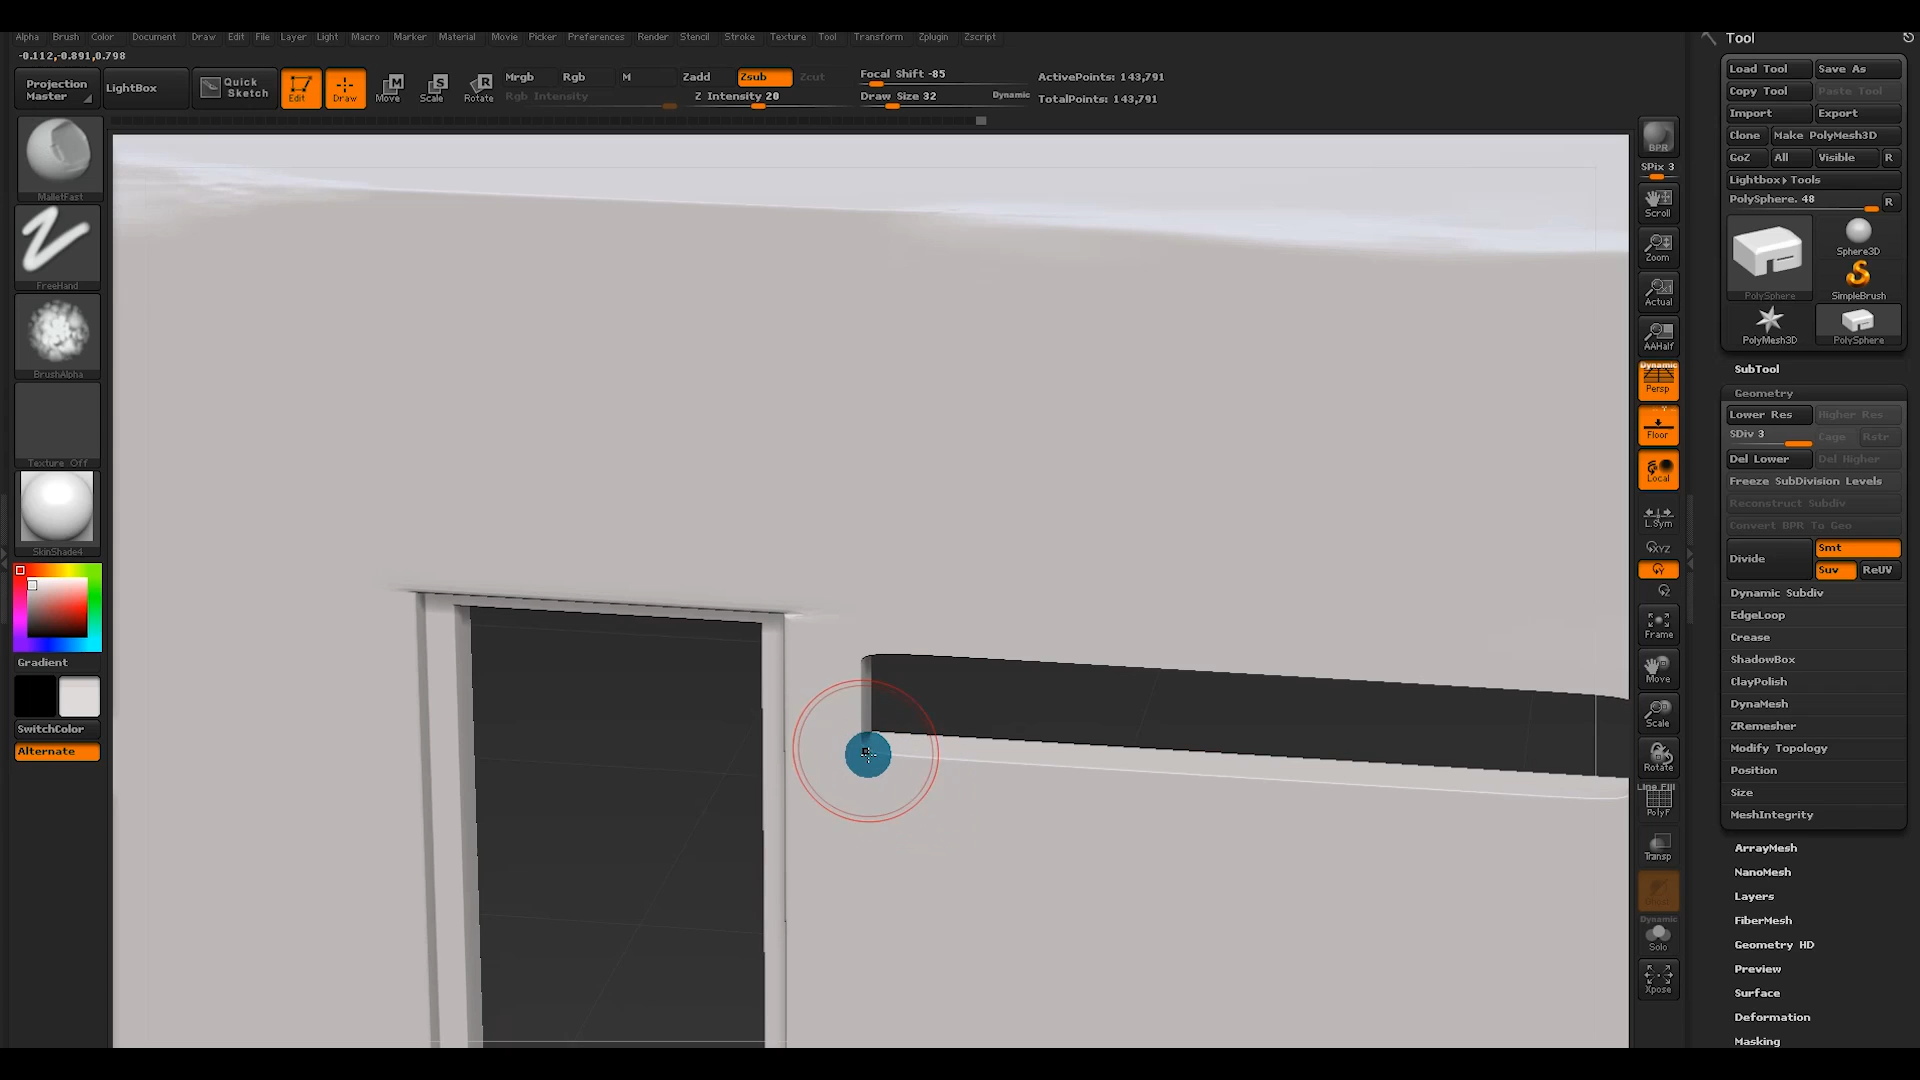 Alpha Brush Color Document Draw Edit File Layer Light Macro Marker Material Movie Picker Preferences Render Stencil Stroke Texture Tool Transform Zplugin Zscript
-0.112,-0.891,0.798
Projection Master
LightBox
Quick Sketch
Edit
Draw
Move
Scale
Rotate
Mrgb Rgb M Zadd Zsub Zcut
Rgb Intensity Z Intensity 20
Focal Shift -85
Draw Size 32 Dynamic
ActivePoints: 143,791
TotalPoints: 143,791
MalletFast
FreeHand
BrushAlpha
Texture Off
SkinShade4
Gradient
SwitchColor
Alternate
BPR
SPix 3
Scroll
Zoom
Actual
AAHalf
Dynamic
Persp
Floor
Local
L.Sym
XYZ
Y
Z
Frame
Move
Scale
Rotate
Line Fill
PolyF
Transp
Ghost
Dynamic
Solo
Xpose
Tool
Load Tool Save As
Copy Tool Paste Tool
Import Export
Clone Make PolyMesh3D
GoZ All Visible R
Lightbox▸Tools
PolySphere. 48 R
PolySphere
Sphere3D
SimpleBrush
PolyMesh3D
PolySphere
SubTool
Geometry
Lower Res Higher Res
SDiv 3 Cage Rstr
Del Lower Del Higher
Freeze SubDivision Levels
Reconstruct Subdiv
Convert BPR To Geo
Divide Smt
Suv ReUV
Dynamic Subdiv
EdgeLoop
Crease
ShadowBox
ClayPolish
DynaMesh
ZRemesher
Modify Topology
Position
Size
MeshIntegrity
ArrayMesh
NanoMesh
Layers
FiberMesh
Geometry HD
Preview
Surface
Deformation
Masking